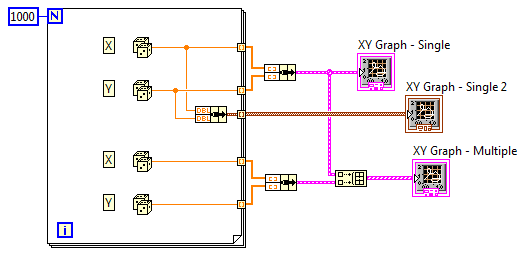 1000
N
XY Graph - Single
X
XY Graph - Single 2
Y
DBL
DBL
XY Graph - Multiple
X
Y
i